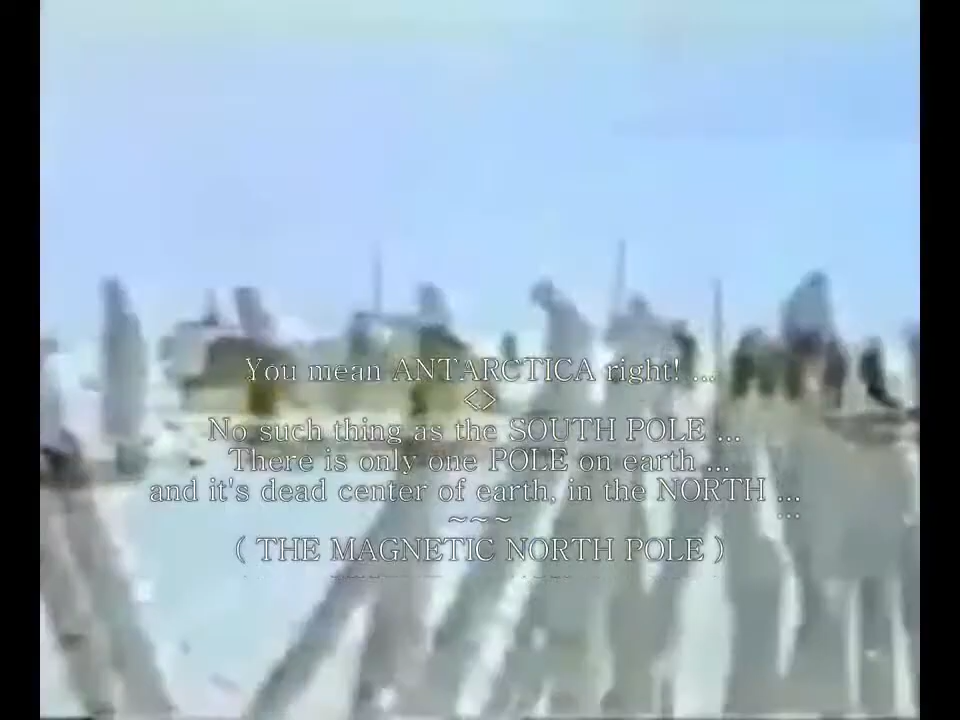 You mean ANTARCTICA right! ...
<>
No such thing as the SOUTH POLE ...
There is only one POLE on earth ...
and it's dead center of earth, in the NORTH ...
...
~~~
( THE MAGNETIC NORTH POLE )